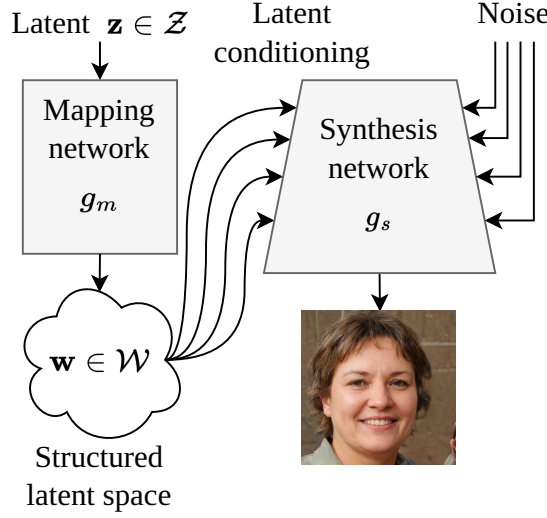 Latent z ∈ 𝒵
Mapping
network
g_m
w ∈ 𝒲
Structured
latent space
Latent
conditioning
Noise
Synthesis
network
g_s